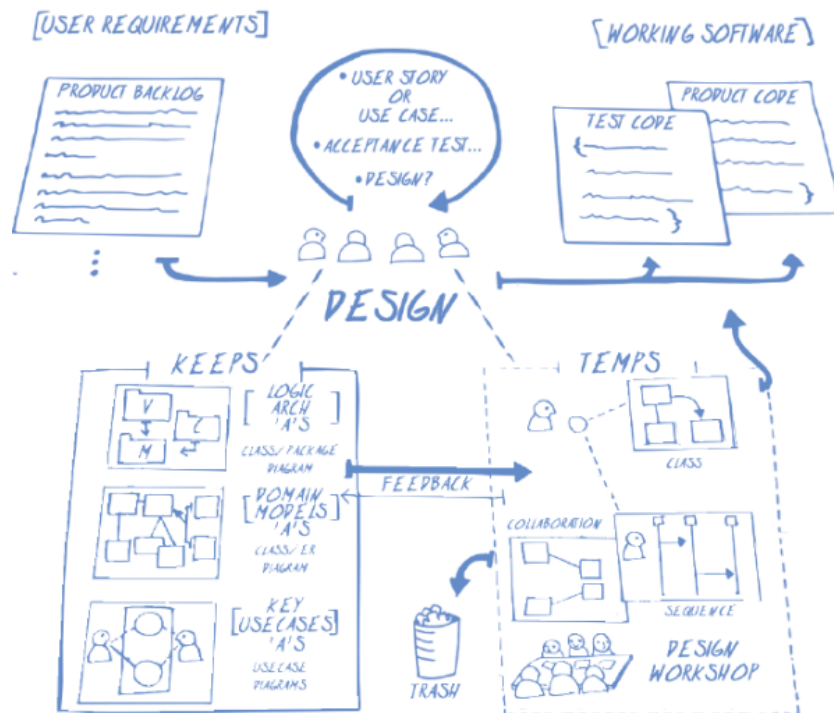 [USER REQUIREMENTS]
[WORKING SOFTWARE]
PRODUCT BACKLOG
• USER STORY
OR
USE CASE...
• ACCEPTANCE TEST...
• DESIGN?
PRODUCT CODE
TEST CODE
DESIGN
KEEPS
V
C
M
[LOGIC
ARCH
'A'S]
CLASS/PACKAGE
DIAGRAM
[DOMAIN
MODELS
'A'S]
CLASS/ER
DIAGRAM
KEY
[USECASES]
'A'S
USECASE
DIAGRAMS
FEEDBACK
TRASH
TEMPS
CLASS
COLLABORATION
SEQUENCE
DESIGN
WORKSHOP